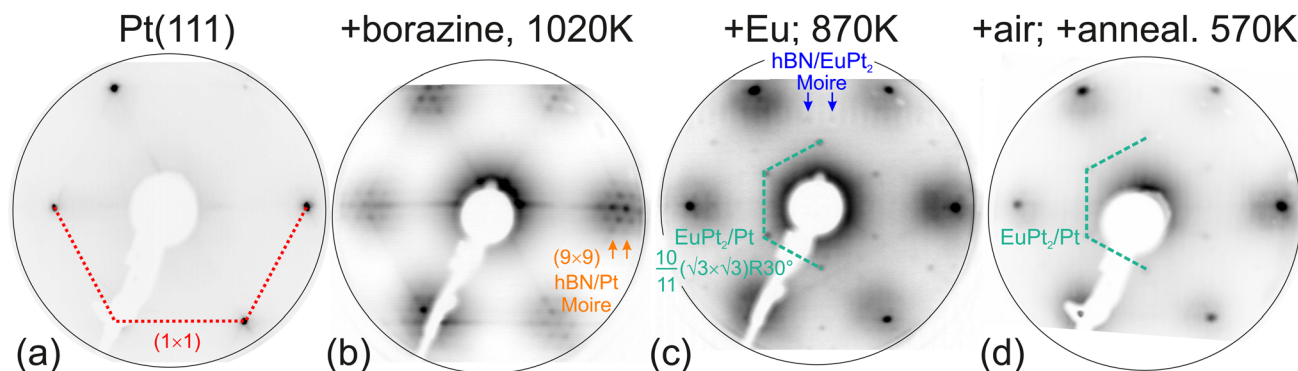 Pt(111)
+borazine, 1020K
+Eu; 870K
+air; +anneal. 570K
(1×1)
(a)
(9×9)
hBN/Pt
Moire
(b)
hBN/EuPt₂
Moire
EuPt₂/Pt
10/11 (√3×√3)R30°
(c)
EuPt₂/Pt
(d)